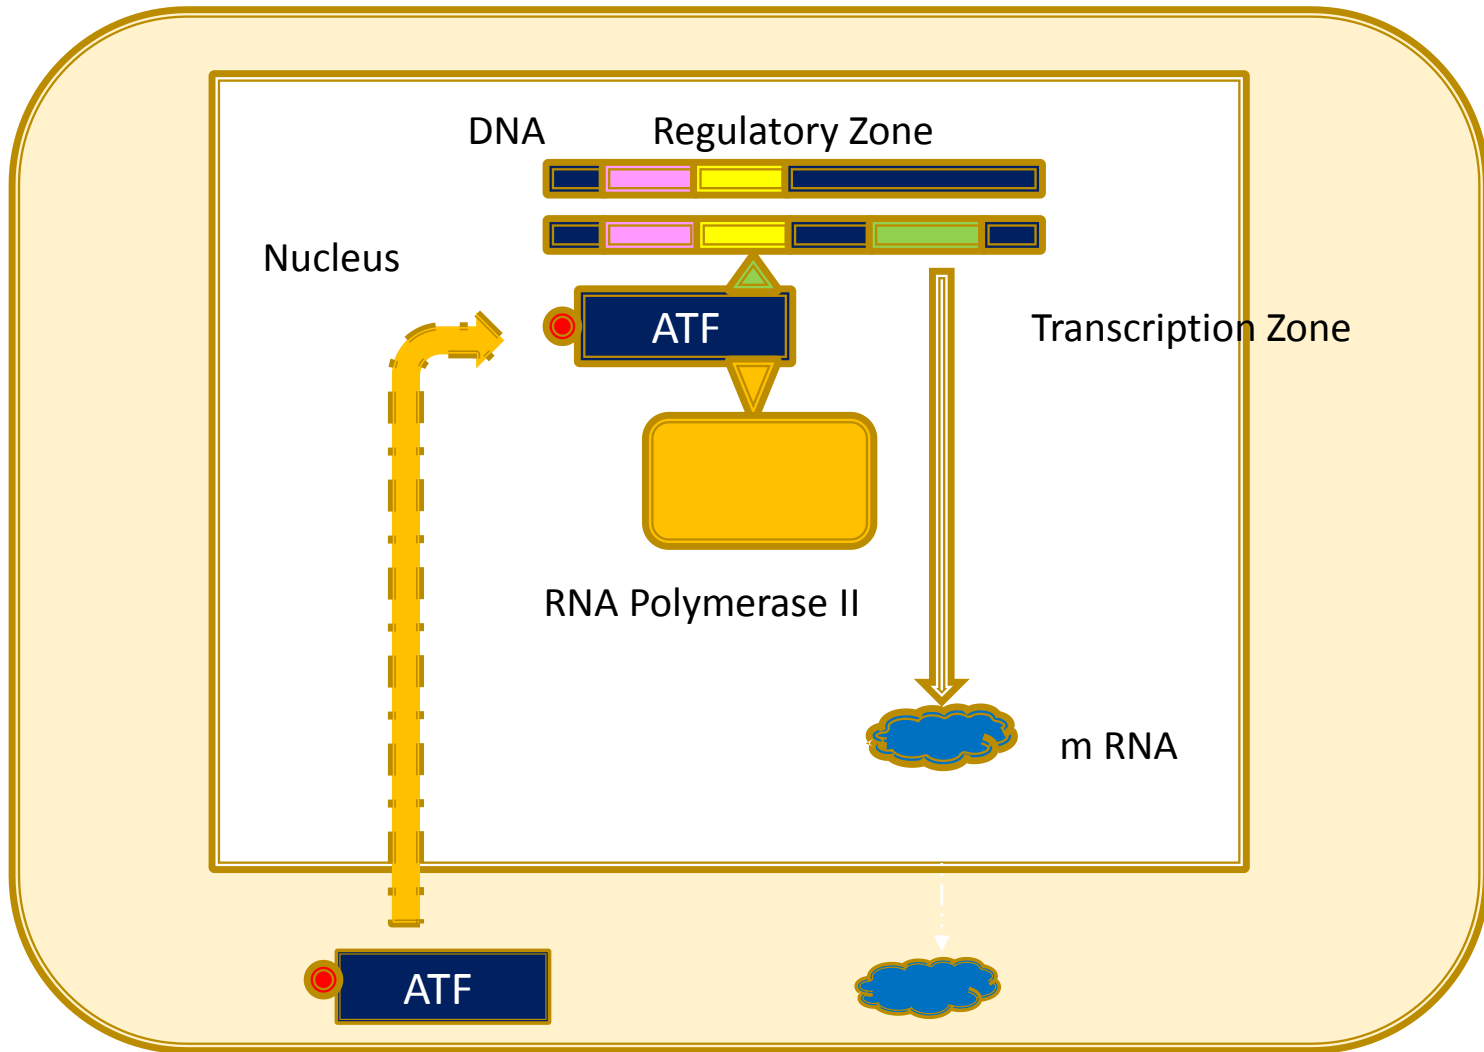 DNA
Regulatory Zone
Nucleus
ATF
Transcription Zone
RNA Polymerase II
m RNA
ATF